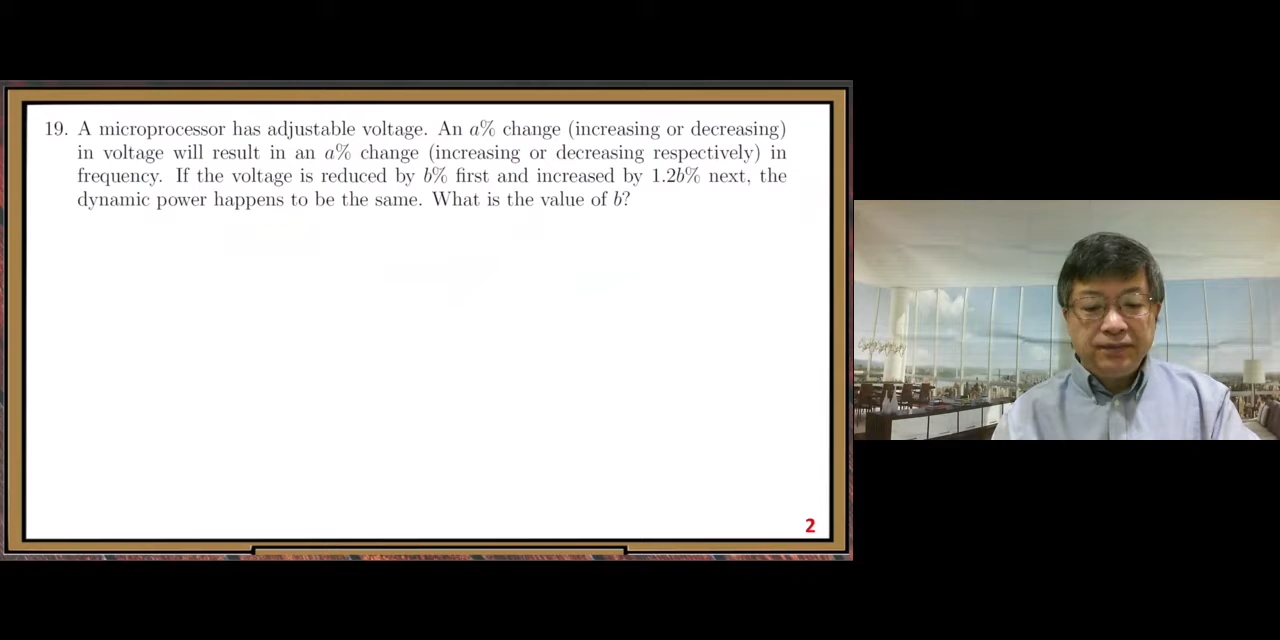 19. A microprocessor has adjustable voltage. An a% change (increasing or decreasing)
in voltage will result in an a% change (increasing or decreasing respectively) in
frequency. If the voltage is reduced by b% first and increased by 1.2b% next, the
dynamic power happens to be the same. What is the value of b?
2